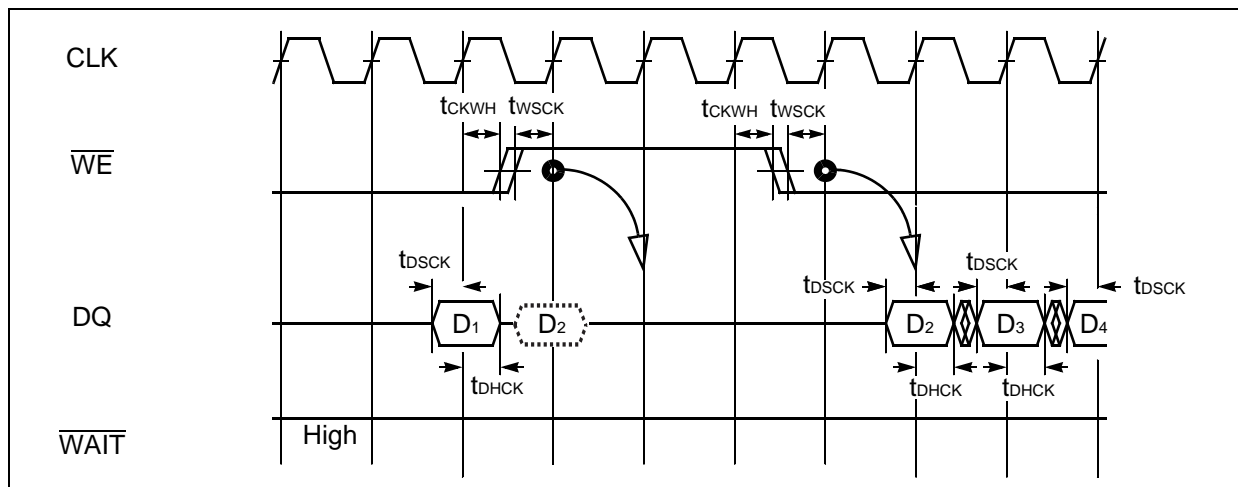 CLK
tCKWH tWSCK tCKWH tWSCK
WE
tDSCK tDSCK tDSCK tDSCK
DQ D1 D2 D2 D3 D4
tDHCK tDHCK tDHCK
High
WAIT